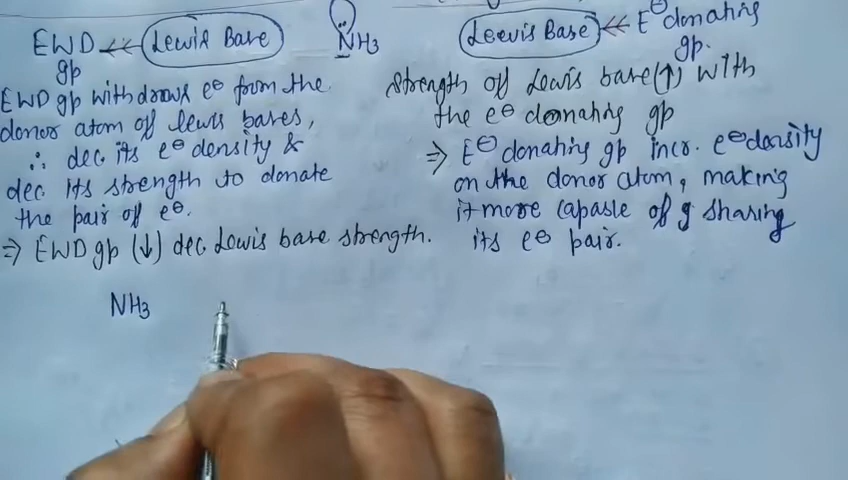 EWD Lewis Base
gp
NH3
EWD gp withdraws e⊖ from the
donor atom of lewis bases,
∴ dec. its e⊖ density &
dec its strength to donate
the pair of e⊖.
⇒ EWD gp (↓) dec. Lewis base strength.
NH3
Lewis Base E⊖ donating
gp.
Strength of Lewis base (↑) with
the e⊖ donating gp
⇒ E⊖ donating gp incr. e⊖ density
on the donor atom, making
it more capable of sharing
its e⊖ pair.